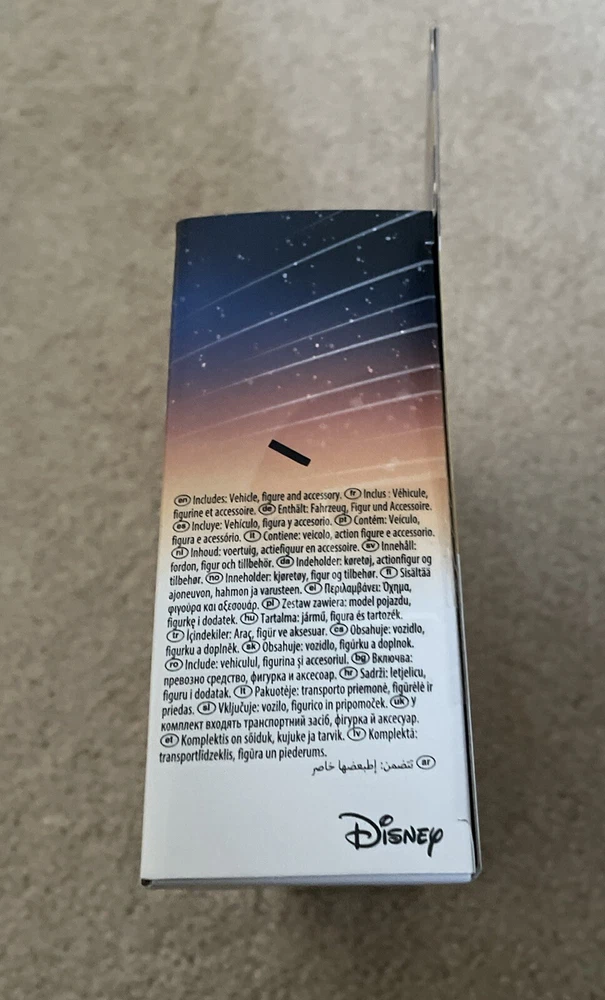 en Includes: Vehicle, figure and accessory. fr Inclus : Véhicule,
figurine et accessoire. de Enthält: Fahrzeug, Figur und Accessoire.
es Incluye: Vehículo, figura y accesorio. pt Contém: Veículo,
figura e acessório. it Contiene: veicolo, action figure e accessorio.
nl Inhoud: voertuig, actiefiguur en accessoire. sv Innehåll:
fordon, figur och tillbehör. da Indeholder: køretøj, actionfigur og
tilbehør. no Inneholder: kjøretøy, figur og tilbehør. fi Sisältää
ajoneuvon, hahmon ja varusteen. el Περιλαμβάνει: Όχημα,
φιγούρα και αξεσουάρ. pl Zestaw zawiera: model pojazdu,
figurkę i dodatek. hu Tartalma: jármű, figura és tartozék.
tr İçindekiler: Araç, figür ve aksesuar. cs Obsahuje: vozidlo,
figurku a doplněk. sk Obsahuje: vozidlo, figúrku a doplnok.
ro Include: vehiculul, figurina și accesoriul. bg Включва:
превозно средство, фигурка и аксесоар. hr Sadrži: letjelicu,
figuru i dodatak. lt Pakuotėje: transporto priemonė, figūrėlė ir
priedas. sl Vključuje: vozilo, figurico in pripomoček. uk У
комплект входять транспортний засіб, фігурка й аксесуар.
et Komplektis on sõiduk, kujuke ja tarvik. lv Komplektā:
transportlīdzeklis, figūra un piederums.
ar تتضمن:
Disney